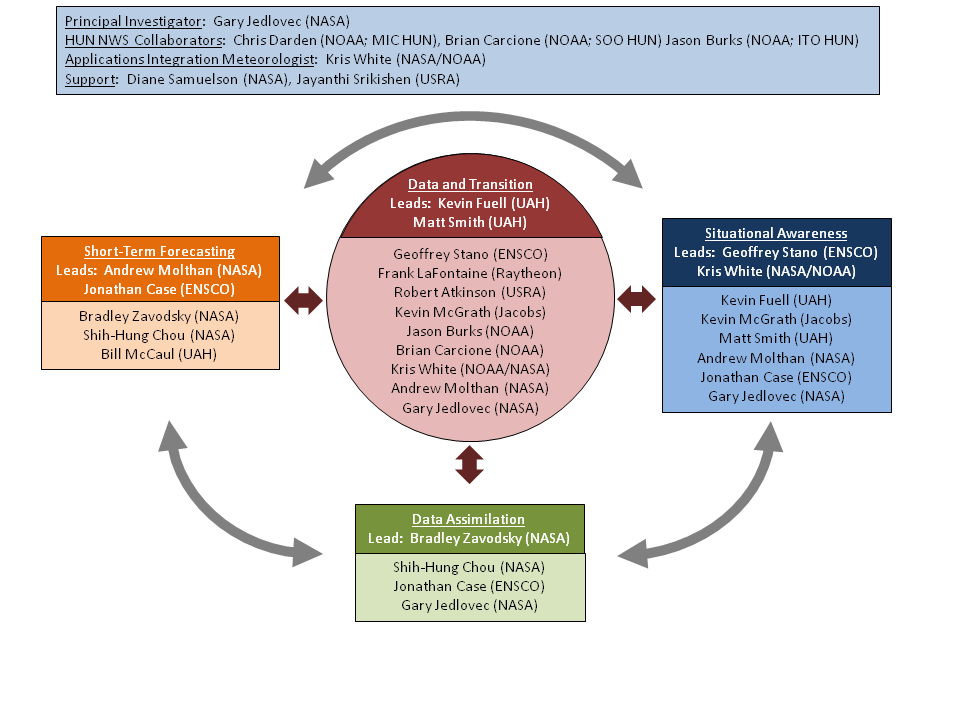 Principal Investigator:  Gary Jedlovec (NASA)
HUN NWS Collaborators:  Chris Darden (NOAA; MIC HUN), Brian Carcione (NOAA; SOO HUN) Jason Burks (NOAA; ITO HUN)
Applications Integration Meteorologist:  Kris White (NASA/NOAA)
Support:  Diane Samuelson (NASA), Jayanthi Srikishen (USRA)
Data and Transition
Leads:  Kevin Fuell (UAH)
Matt Smith (UAH)
Geoffrey Stano (ENSCO)
Frank LaFontaine (Raytheon)
Robert Atkinson (USRA)
Kevin McGrath (Jacobs)
Jason Burks (NOAA)
Brian Carcione (NOAA)
Kris White (NOAA/NASA)
Andrew Molthan (NASA)
Gary Jedlovec (NASA)
Short-Term Forecasting
Leads:  Andrew Molthan (NASA)
Jonathan Case (ENSCO)
Bradley Zavodsky (NASA)
Shih-Hung Chou (NASA)
Bill McCaul (UAH)
Situational Awareness
Leads:  Geoffrey Stano (ENSCO)
Kris White (NASA/NOAA)
Kevin Fuell (UAH)
Kevin McGrath (Jacobs)
Matt Smith (UAH)
Andrew Molthan (NASA)
Jonathan Case (ENSCO)
Gary Jedlovec (NASA)
Data Assimilation
Lead:  Bradley Zavodsky (NASA)
Shih-Hung Chou (NASA)
Jonathan Case (ENSCO)
Gary Jedlovec (NASA)